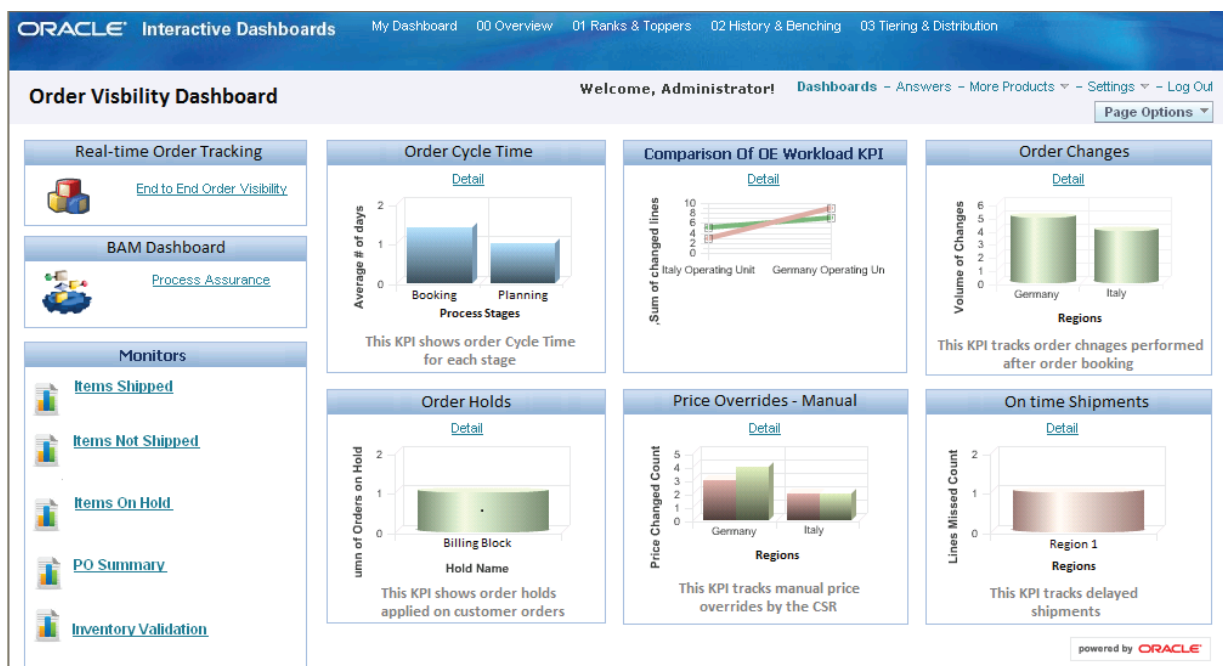 ORACLE Interactive Dashboards
My Dashboard 00 Overview 01 Ranks & Toppers 02 History & Benching 03 Tiering & Distribution
Order Visbility Dashboard
Welcome, Administrator! Dashboards - Answers - More Products - Settings - Log Out
Page Options
Real-time Order Tracking
End to End Order Visibility
BAM Dashboard
Process Assurance
Monitors
Items Shipped
Items Not Shipped
Items On Hold
PO Summary
Inventory Validation
Order Cycle Time
Detail
Average # of days
2
1
0
Booking Planning
Process Stages
This KPI shows order Cycle Time
for each stage
Comparison Of OE Workload KPI
Detail
,Sum of changed lines
10
8
6
4
2
0
Italy Operating Unit Germany Operating Un
Order Changes
Detail
Volume of Changes
6
5
4
3
2
1
0
Germany Italy
Regions
This KPI tracks order chnages performed
after order booking
Order Holds
Detail
umn of Orders on Hold
2
1
0
Billing Block
Hold Name
This KPI shows order holds
applied on customer orders
Price Overrides - Manual
Detail
Price Changed Count
5
4
3
2
1
0
Germany Italy
Regions
This KPI tracks manual price
overrides by the CSR
On time Shipments
Detail
Lines Missed Count
2
1
0
Region 1
Regions
This KPI tracks delayed
shipments
powered by ORACLE